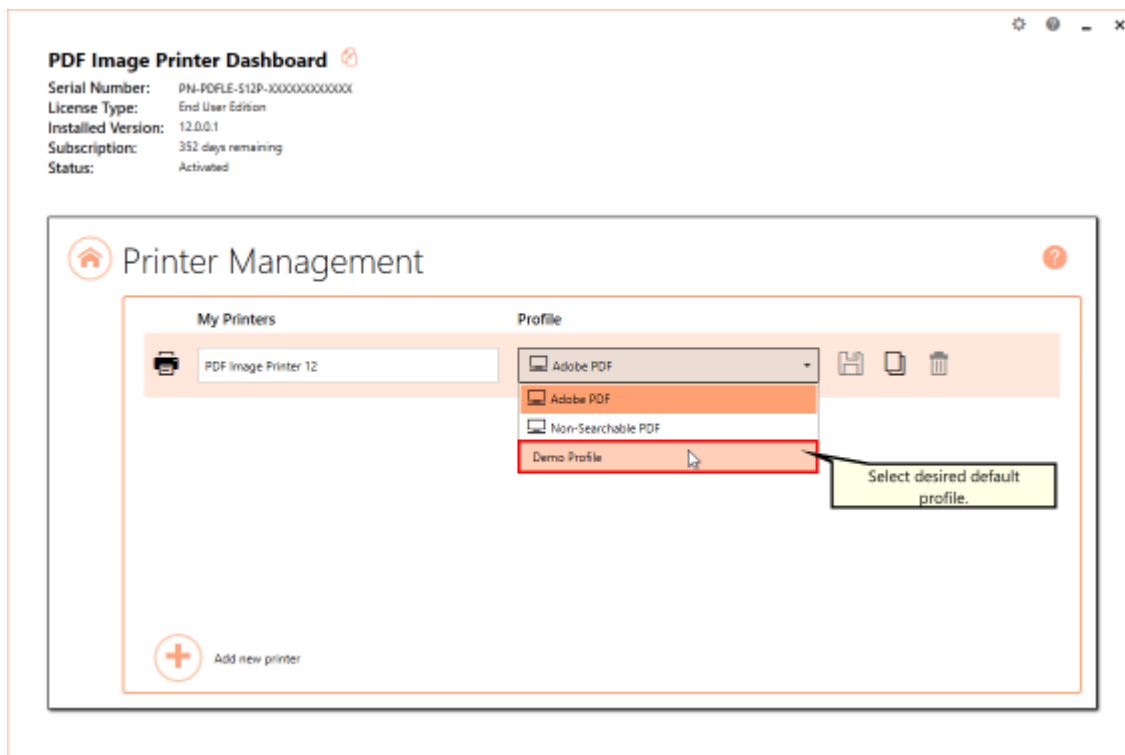 PDF Image Printer Dashboard
Serial Number: PN-PDFLE-S12P-XXXXXXXXXXXX
License Type: End User Edition
Installed Version: 12.0.0.1
Subscription: 352 days remaining
Status: Activated
Printer Management
My Printers Profile
PDF Image Printer 12 Adobe PDF
Adobe PDF
Non-Searchable PDF
Demo Profile
Select desired default
profile.
Add new printer